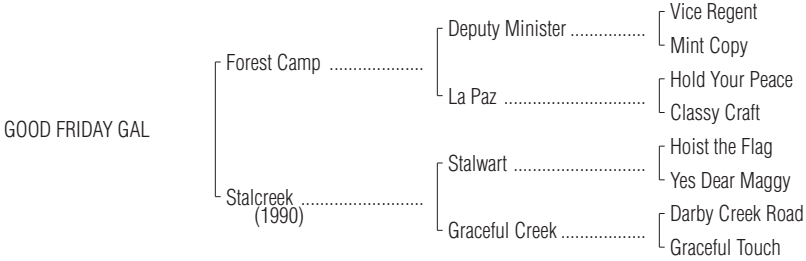 Vice Regent
Deputy Minister ................
Mint Copy
Forest Camp ....................
Hold Your Peace
La Paz ..............................
Classy Craft
GOOD FRIDAY GAL
Hoist the Flag
Stalwart ............................
Yes Dear Maggy
Stalcreek ..........................
(1990)
Darby Creek Road
Graceful Creek ..................
Graceful Touch